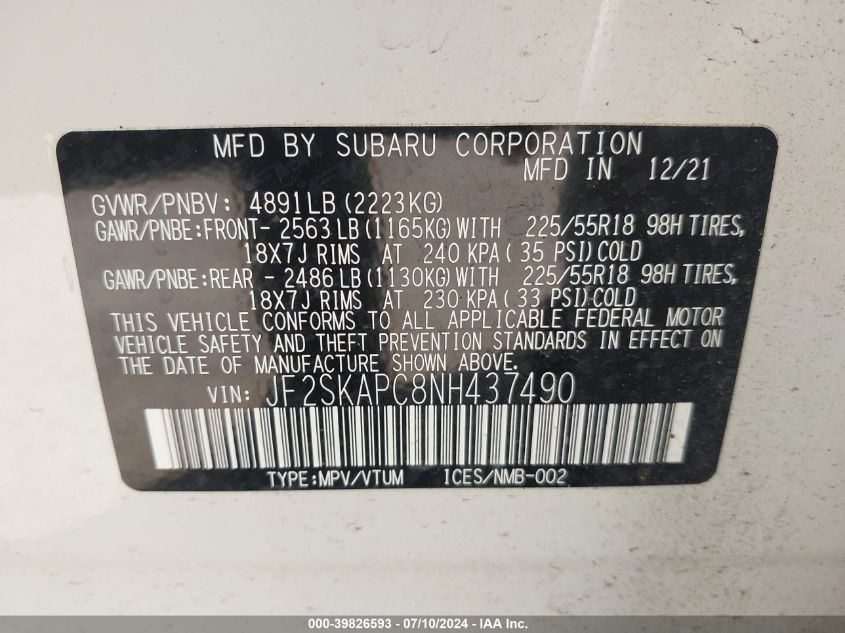 MFD BY SUBARU CORPORATION
MFD IN 12/21
GVWR/PNBV: 4891LB(2223KG)
GAWR/PNBE:FRONT- 2563LB(1165KG)WITH 225/55R18 98H TIRES,
18X7J RIMS AT 240 KPA( 35 PSI)COLD
GAWR/PNBE:REAR - 2486LB(1130KG)WITH 225/55R18 98H TIRES,
18X7J RIMS AT 230 KPA( 33 PSI)COLD
THIS VEHICLE CONFORMS TO ALL APPLICABLE FEDERAL MOTOR
VEHICLE SAFETY AND THEFT PREVENTION STANDARDS IN EFFECT ON
THE DATE OF MANUFACTURE SHOWN ABOVE.
VIN: JF2SKAPC8NH437490
TYPE:MPV/VTUM ICES/NMB-002
000-39826593 - 07/10/2024 - IAA Inc.